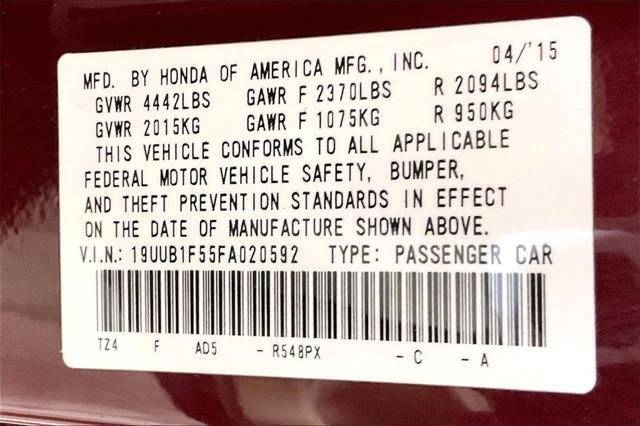 MFD. BY HONDA OF AMERICA MFG., INC. 04/'15
GVWR 4442LBS GAWR F 2370LBS R 2094LBS
GVWR 2015KG GAWR F 1075KG R 950KG
THIS VEHICLE CONFORMS TO ALL APPLICABLE
FEDERAL MOTOR VEHICLE SAFETY, BUMPER,
AND THEFT PREVENTION STANDARDS IN EFFECT
ON THE DATE OF MANUFACTURE SHOWN ABOVE.
V.I.N.: 19UUB1F55FA020592 TYPE: PASSENGER CAR
TZ4 F AD5 - R548PX - C - A